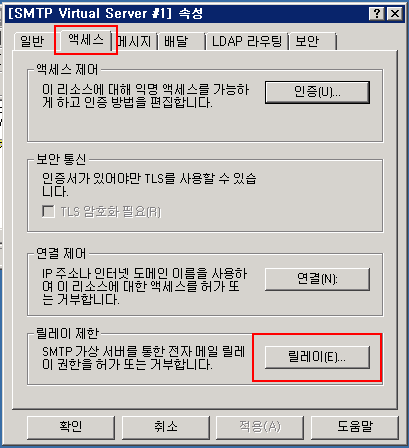 [SMTP Virtual Server #1] 속성
일반 액세스 메시지 배달 LDAP 라우팅 보안
액세스 제어
이 리소스에 대해 익명 액세스를 가능하
게 하고 인증 방법을 편집합니다.
인증(U)...
보안 통신
인증서가 있어야만 TLS를 사용할 수 있습
니다.
TLS 암호화 필요(R)
연결 제어
IP 주소나 인터넷 도메인 이름을 사용하
여 이 리소스에 대한 액세스를 허가 또
는 거부합니다.
연결(N):
릴레이 제한
SMTP 가상 서버를 통한 전자 메일 릴레
이 권한을 허가 또는 거부합니다.
릴레이(E)...
확인 취소 적용(A) 도움말